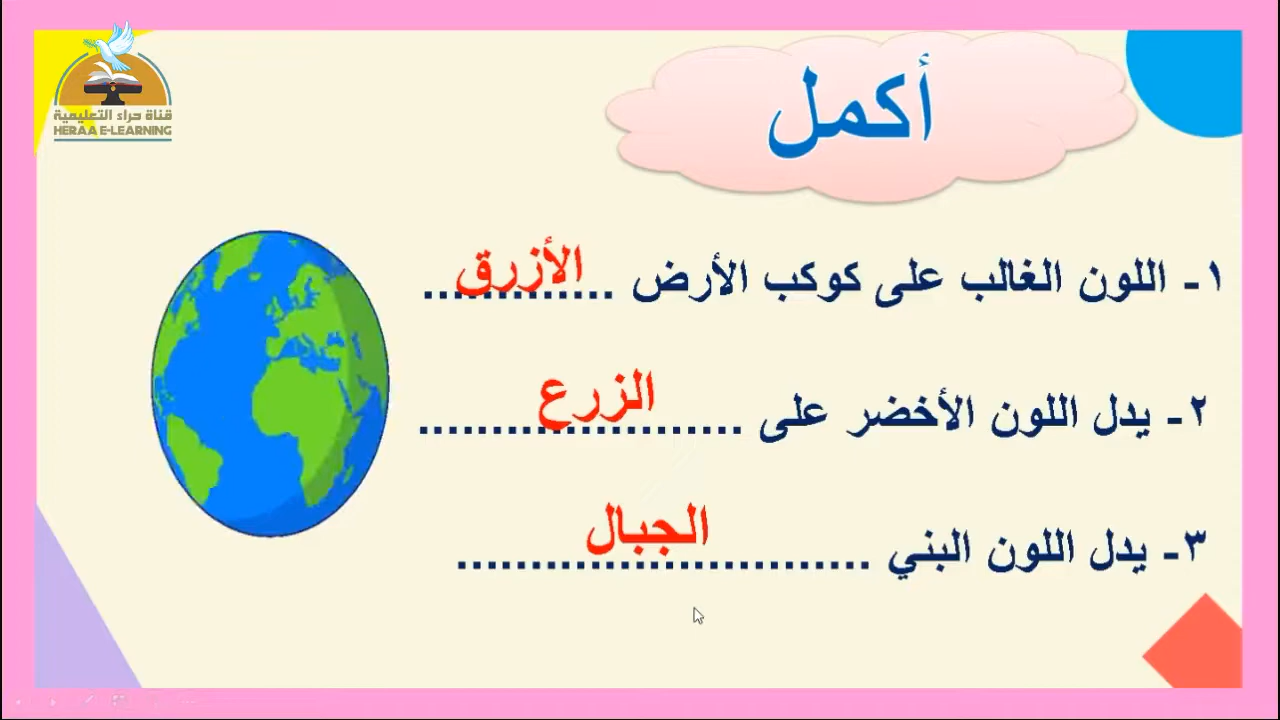 قناة حراء التعليمية
HERAA E-LEARNING
أكمل
١- اللون الغالب على كوكب الأرض الأزرق.............
٢- يدل اللون الأخضر على الزرع......................
٣- يدل اللون البني الجبال............................